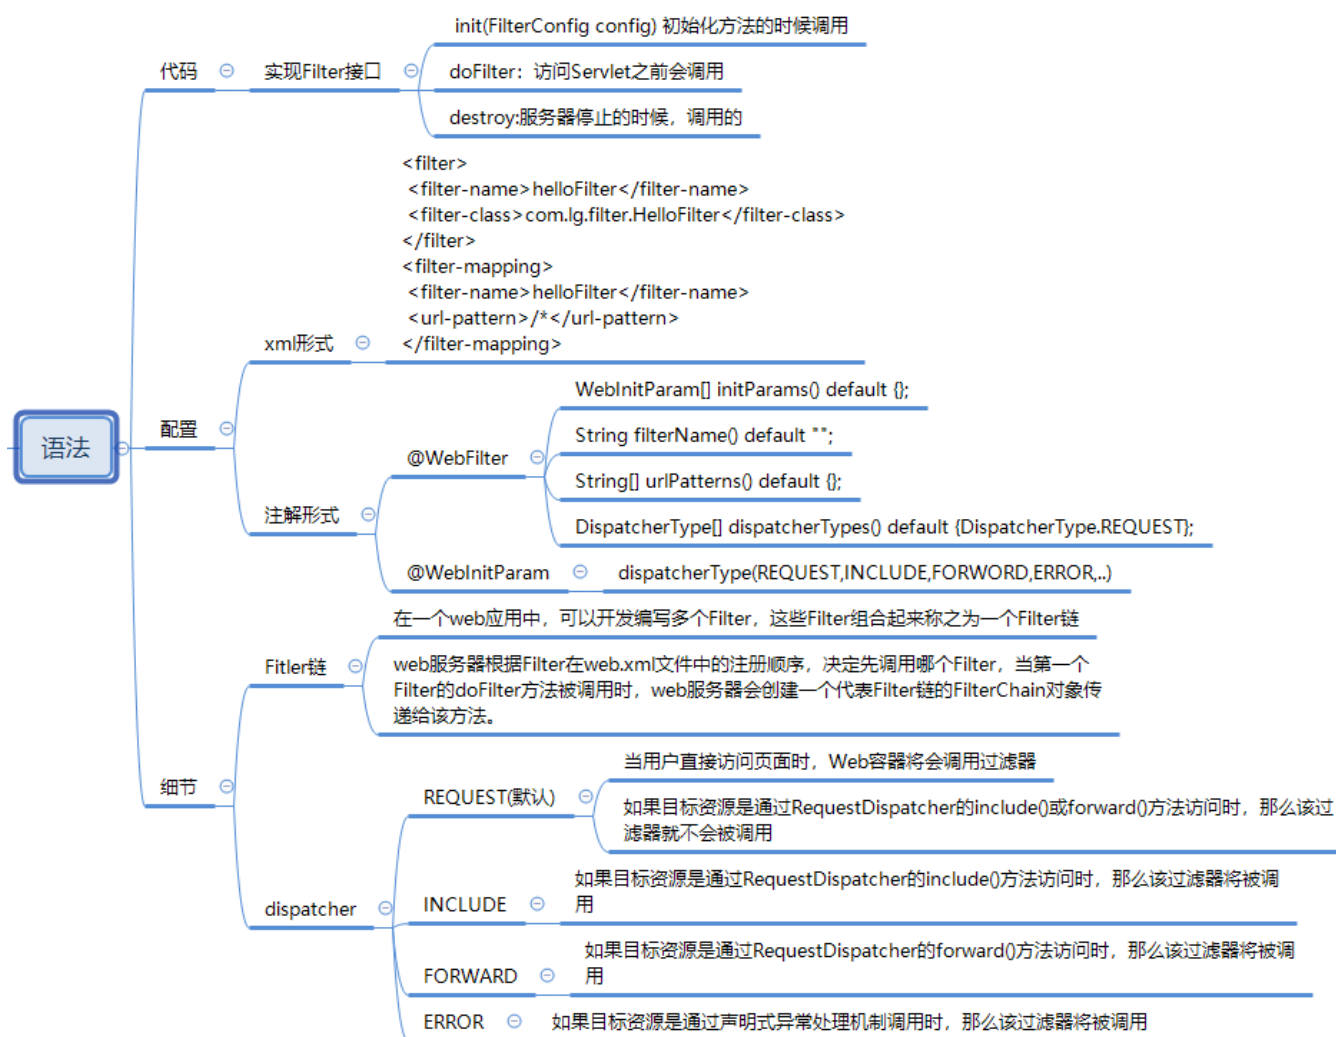 语法
代码
实现Filter接口
init(FilterConfig config) 初始化方法的时候调用
doFilter：访问Servlet之前会调用
destroy:服务器停止的时候，调用的
配置
xml形式
<filter>
<filter-name>helloFilter</filter-name>
<filter-class>com.lg.filter.HelloFilter</filter-class>
</filter>
<filter-mapping>
<filter-name>helloFilter</filter-name>
<url-pattern>/*</url-pattern>
</filter-mapping>
注解形式
@WebFilter
WebInitParam[] initParams() default {};
String filterName() default "";
String[] urlPatterns() default {};
DispatcherType[] dispatcherTypes() default {DispatcherType.REQUEST};
@WebInitParam
dispatcherType(REQUEST,INCLUDE,FORWORD,ERROR,..)
细节
Fitler链
在一个web应用中，可以开发编写多个Filter，这些Filter组合起来称之为一个Filter链
web服务器根据Filter在web.xml文件中的注册顺序，决定先调用哪个Filter，当第一个
Filter的doFilter方法被调用时，web服务器会创建一个代表Filter链的FilterChain对象传
递给该方法。
dispatcher
REQUEST(默认)
当用户直接访问页面时，Web容器将会调用过滤器
如果目标资源是通过RequestDispatcher的include()或forward()方法访问时，那么该过
滤器就不会被调用
INCLUDE
如果目标资源是通过RequestDispatcher的include()方法访问时，那么该过滤器将被调
用
FORWARD
如果目标资源是通过RequestDispatcher的forward()方法访问时，那么该过滤器将被调
用
ERROR
如果目标资源是通过声明式异常处理机制调用时，那么该过滤器将被调用